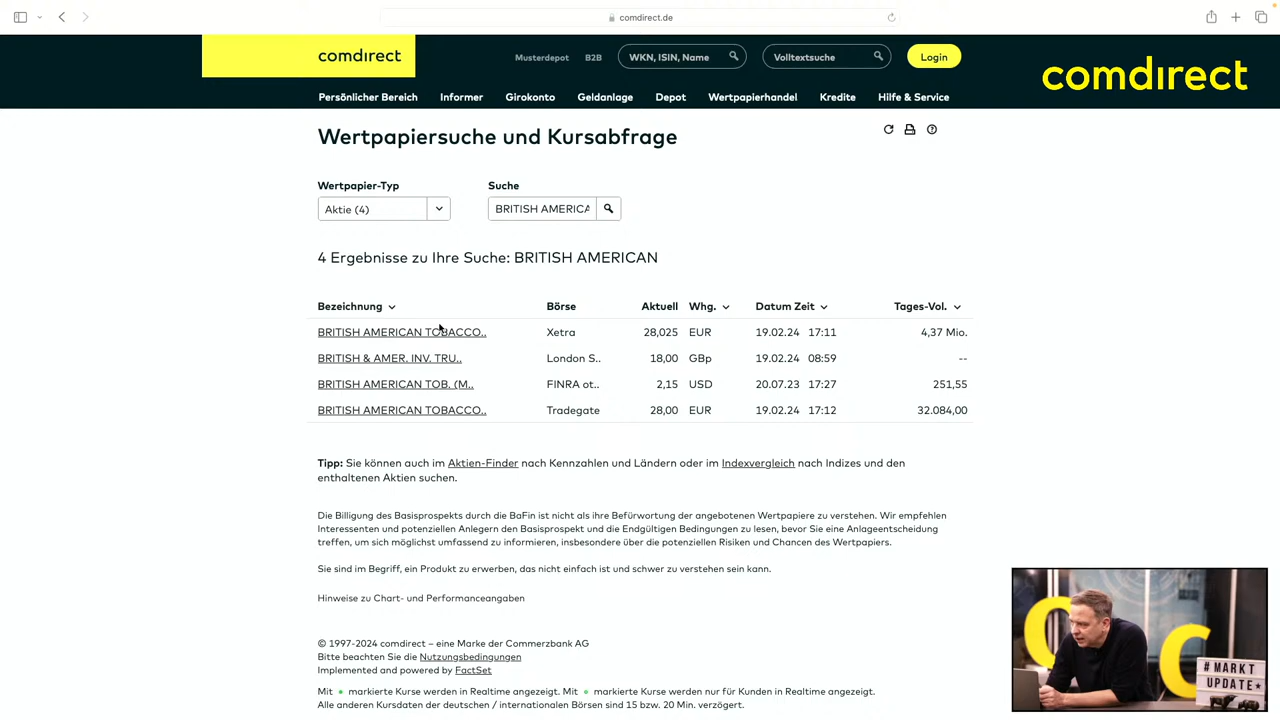 comdirect.de
comdirect
Musterdepot B2B WKN, ISIN, Name Volltextsuche Login
comdirect
Persönlicher Bereich Informer Girokonto Geldanlage Depot Wertpapierhandel Kredite Hilfe & Service
Wertpapiersuche und Kursabfrage
Wertpapier-Typ Suche
Aktie (4) BRITISH AMERICA
4 Ergebnisse zu Ihre Suche: BRITISH AMERICAN
Bezeichnung Börse Aktuell Whg. Datum Zeit Tages-Vol.
BRITISH AMERICAN TOBACCO.. Xetra 28,025 EUR 19.02.24 17:11 4,37 Mio.
BRITISH & AMER. INV. TRU.. London S.. 18,00 GBp 19.02.24 08:59 --
BRITISH AMERICAN TOB. (M.. FINRA ot.. 2,15 USD 20.07.23 17:27 251,55
BRITISH AMERICAN TOBACCO.. Tradegate 28,00 EUR 19.02.24 17:12 32.084,00
Tipp: Sie können auch im Aktien-Finder nach Kennzahlen und Ländern oder im Indexvergleich nach Indizes und den
enthaltenen Aktien suchen.
Die Billigung des Basisprospekts durch die BaFin ist nicht als ihre Befürwortung der angebotenen Wertpapiere zu verstehen. Wir empfehlen
Interessenten und potenziellen Anlegern den Basisprospekt und die Endgültigen Bedingungen zu lesen, bevor Sie eine Anlageentscheidung
treffen, um sich möglichst umfassend zu informieren, insbesondere über die potenziellen Risiken und Chancen des Wertpapiers.
Sie sind im Begriff, ein Produkt zu erwerben, das nicht einfach ist und schwer zu verstehen sein kann.
Hinweise zu Chart- und Performanceangaben
© 1997-2024 comdirect – eine Marke der Commerzbank AG
Bitte beachten Sie die Nutzungsbedingungen
Implemented and powered by FactSet
Mit markierte Kurse werden in Realtime angezeigt. Mit markierte Kurse werden nur für Kunden in Realtime angezeigt.
Alle anderen Kursdaten der deutschen / internationalen Börsen sind 15 bzw. 20 Min. verzögert.
#MARKT
UPDATE